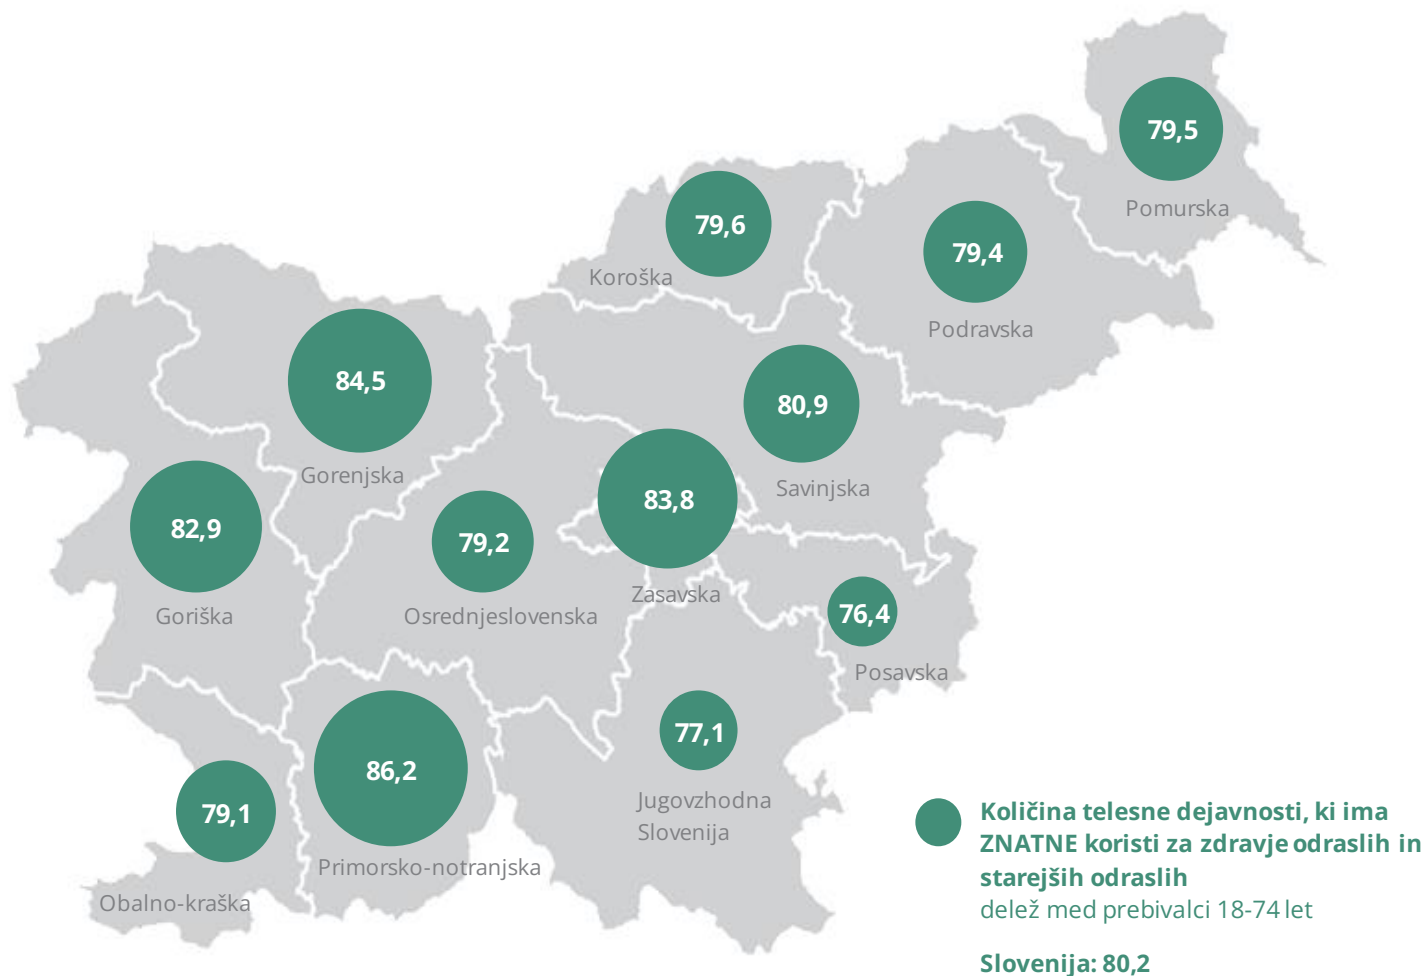 79,5
Pomurska
79,6
Koroška
79,4
Podravska
84,5
Gorenjska
80,9
Savinjska
83,8
Zasavska
82,9
Goriška
79,2
Osrednjeslovenska
76,4
Posavska
77,1
Jugovzhodna
Slovenija
86,2
Primorsko-notranjska
79,1
Obalno-kraška
Količina telesne dejavnosti, ki ima
ZNATNE koristi za zdravje odraslih in
starejših odraslih
delež med prebivalci 18-74 let
Slovenija: 80,2